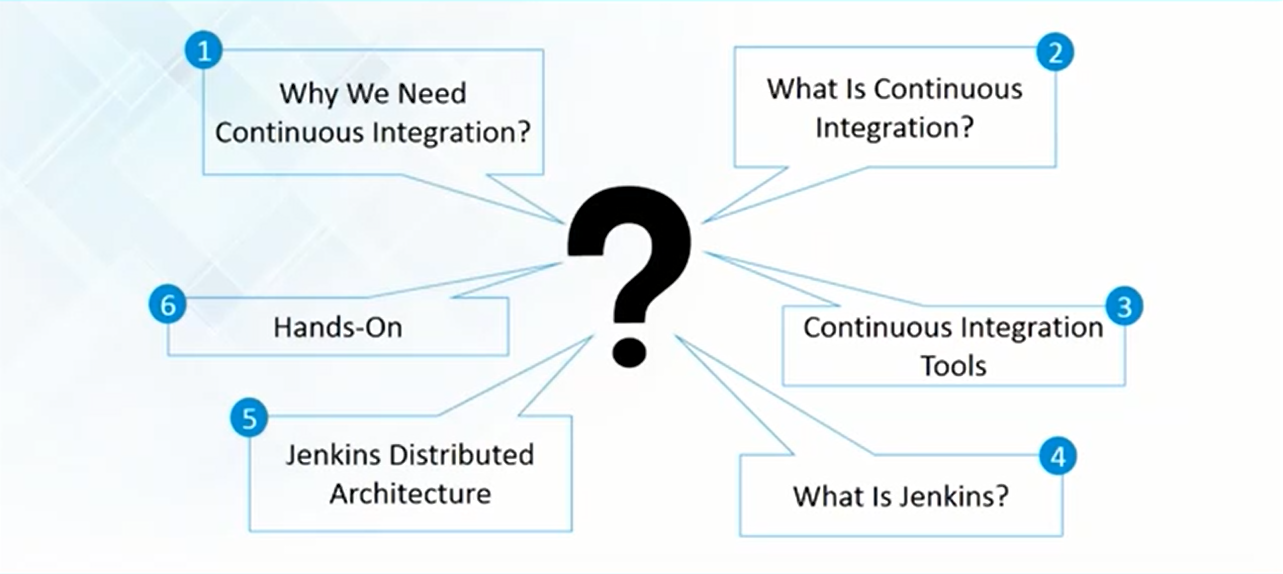 1
Why We Need
Continuous Integration?
2
What Is Continuous
Integration?
3
Continuous Integration
Tools
4
What Is Jenkins?
5
Jenkins Distributed
Architecture
6
Hands-On
?